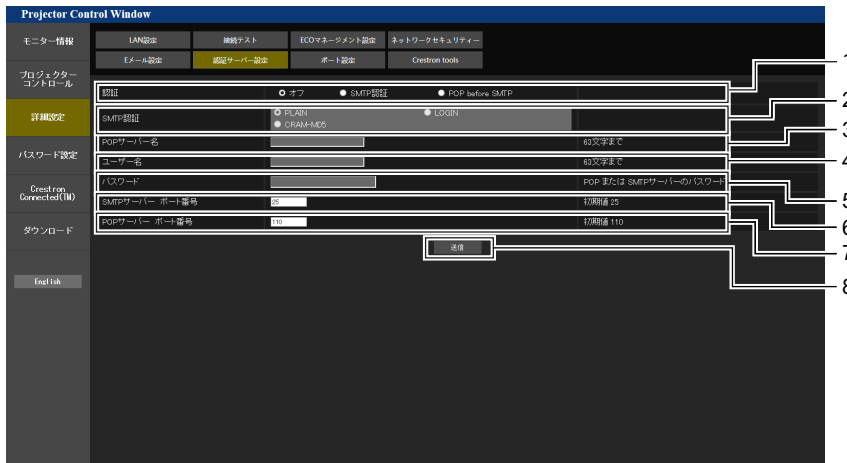 Projector Control Window
モニター情報
プロジェクター
コントロール
詳細設定
パスワード設定
Crestron
Connected(TM)
ダウンロード
English
LAN設定 接続テスト ECOマネージメント設定 ネットワークセキュリティー
Eメール設定 認証サーバー設定 ポート設定 Crestron tools
認証 オフ SMTP認証 POP before SMTP
SMTP認証 PLAIN LOGIN
CRAM-MD5
POPサーバー名 63文字まで
ユーザー名 63文字まで
パスワード POP または SMTPサーバーのパスワード
SMTPサーバー ポート番号 25 初期値 25
POPサーバー ポート番号 110 初期値 110
送信
1
2
3
4
5
6
7
8